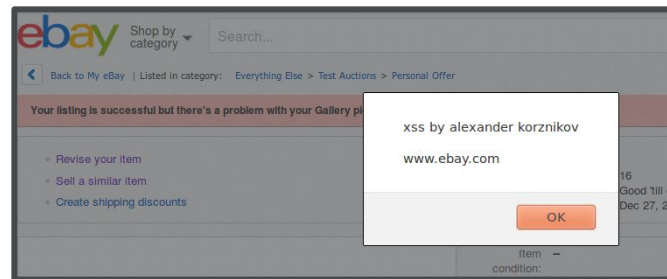 ebay
Shop by
category
Search...
Back to My eBay | Listed in category: Everything Else > Test Auctions > Personal Offer
Your listing is successful but there's a problem with your Gallery
xss by alexander korznikov
www.ebay.com
OK
Revise your item
Sell a similar item
Create shipping discounts
16
Good 'till
Dec 27, 2
Item
condition:
--